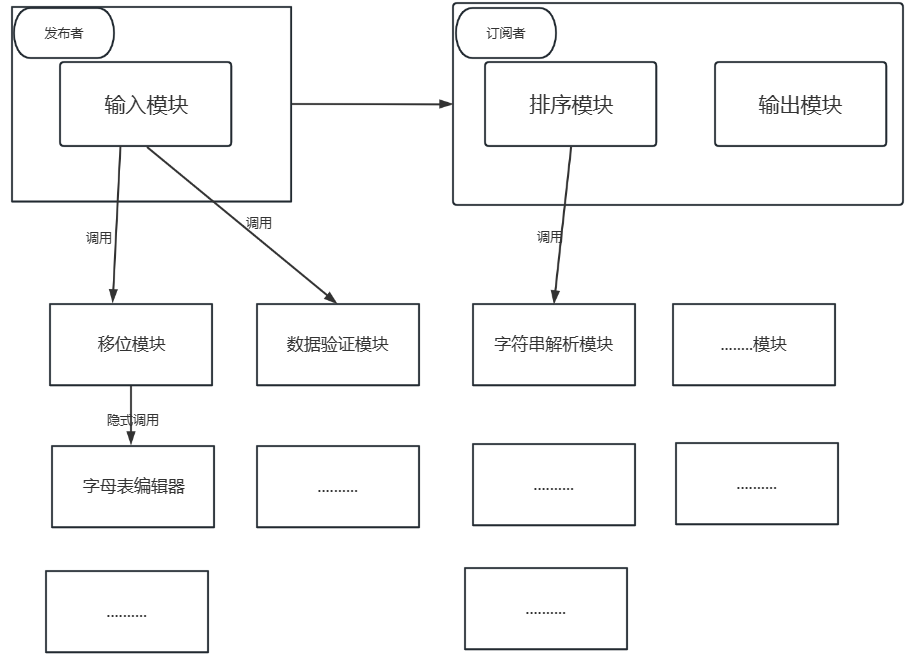 发布者
订阅者
输入模块
排序模块
输出模块
调用
调用
调用
移位模块
数据验证模块
字符串解析模块
........模块
隐式调用
字母表编辑器
..........
..........
..........
..........
..........